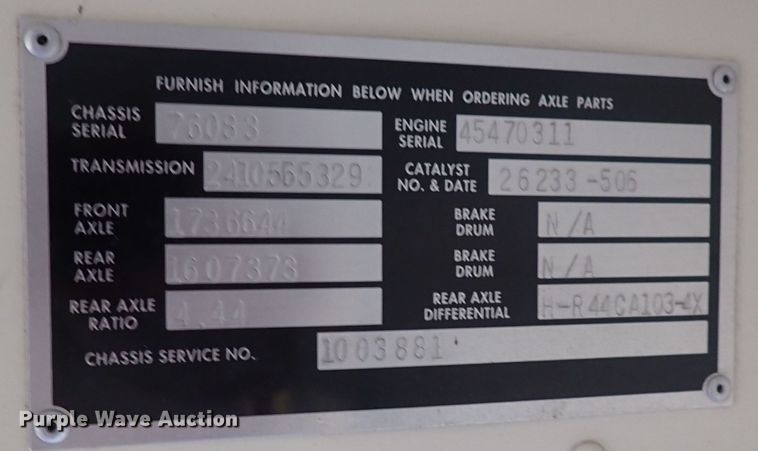 FURNISH INFORMATION BELOW WHEN ORDERING AXLE PARTS
CHASSIS SERIAL 76083
ENGINE SERIAL 45470311
TRANSMISSION 2410565329
CATALYST NO. & DATE 26233-506
FRONT AXLE 1736644
BRAKE DRUM N/A
REAR AXLE 1607373
BRAKE DRUM N/A
REAR AXLE RATIO 4.44
REAR AXLE DIFFERENTIAL H-R44CA103-4X
CHASSIS SERVICE NO. 1003881
Purple Wave Auction